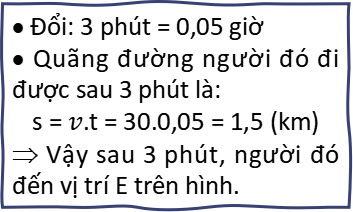 • Đổi: 3 phút = 0,05 giờ
• Quãng đường người đó đi
được sau 3 phút là:
s = v.t = 30.0,05 = 1,5 (km)
⇒ Vậy sau 3 phút, người đó
đến vị trí E trên hình.